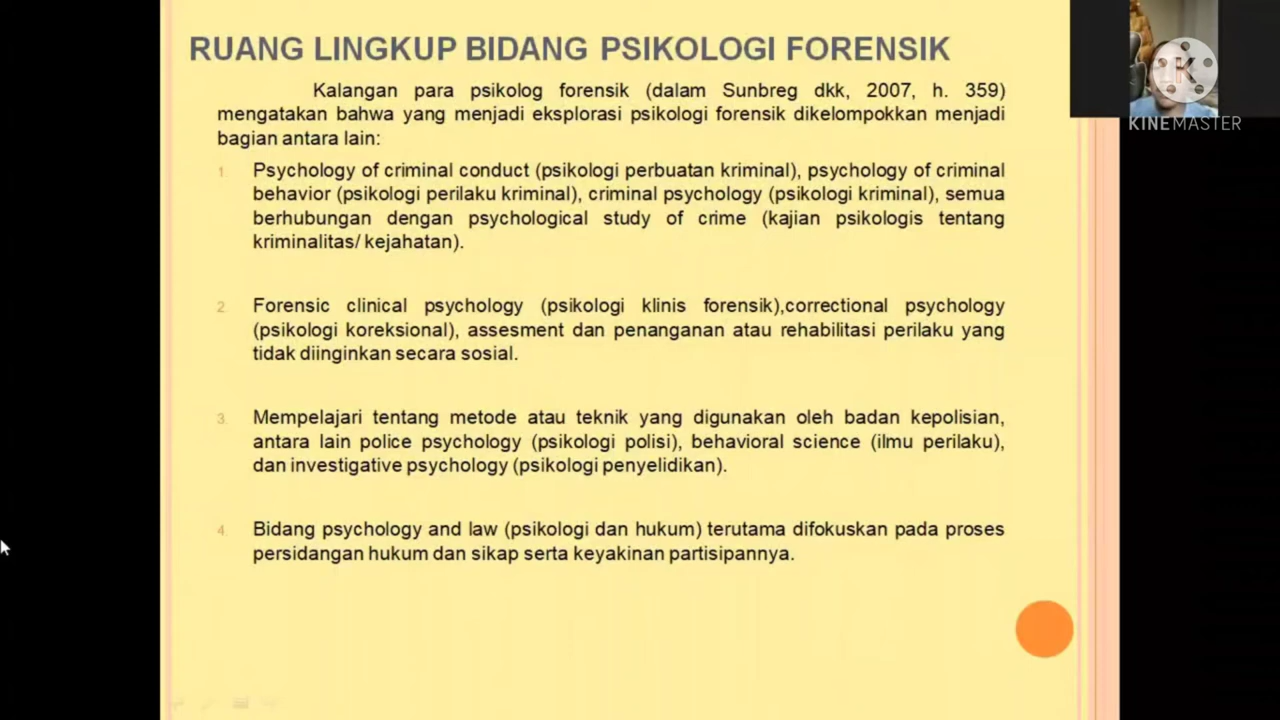 RUANG LINGKUP BIDANG PSIKOLOGI FORENSIK
Kalangan para psikolog forensik (dalam Sunbreg dkk, 2007, h. 359)
mengatakan bahwa yang menjadi eksplorasi psikologi forensik dikelompokkan menjadi
bagian antara lain:
1. Psychology of criminal conduct (psikologi perbuatan kriminal), psychology of criminal
behavior (psikologi perilaku kriminal), criminal psychology (psikologi kriminal), semua
berhubungan dengan psychological study of crime (kajian psikologis tentang
kriminalitas/ kejahatan).
2. Forensic clinical psychology (psikologi klinis forensik),correctional psychology
(psikologi koreksional), assesment dan penanganan atau rehabilitasi perilaku yang
tidak diinginkan secara sosial.
3. Mempelajari tentang metode atau teknik yang digunakan oleh badan kepolisian,
antara lain police psychology (psikologi polisi), behavioral science (ilmu perilaku),
dan investigative psychology (psikologi penyelidikan).
4. Bidang psychology and law (psikologi dan hukum) terutama difokuskan pada proses
persidangan hukum dan sikap serta keyakinan partisipannya.
K
KINEMASTER